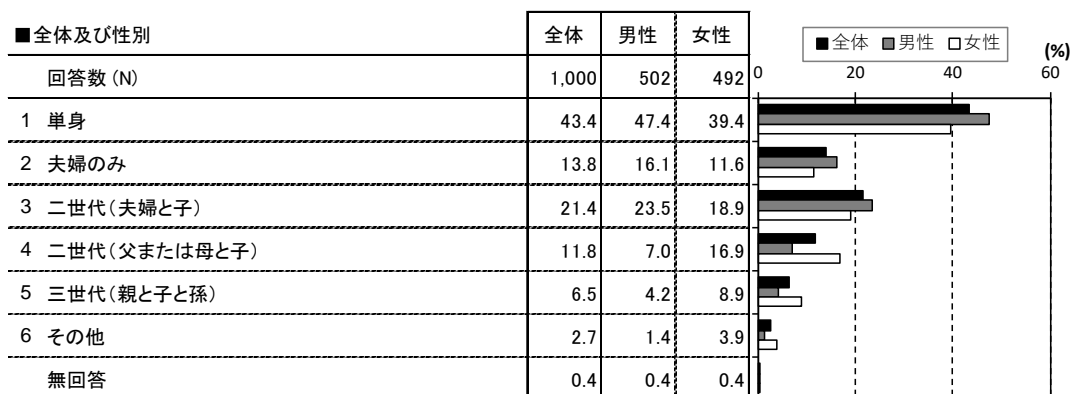 ■全体及び性別 全体 男性 女性
回答数 (N) 1,000 502 492
1 単身 43.4 47.4 39.4
2 夫婦のみ 13.8 16.1 11.6
3 二世代(夫婦と子) 21.4 23.5 18.9
4 二世代(父または母と子) 11.8 7.0 16.9
5 三世代(親と子と孫) 6.5 4.2 8.9
6 その他 2.7 1.4 3.9
無回答 0.4 0.4 0.4
■全体 ■男性 □女性
(%)
0 20 40 60